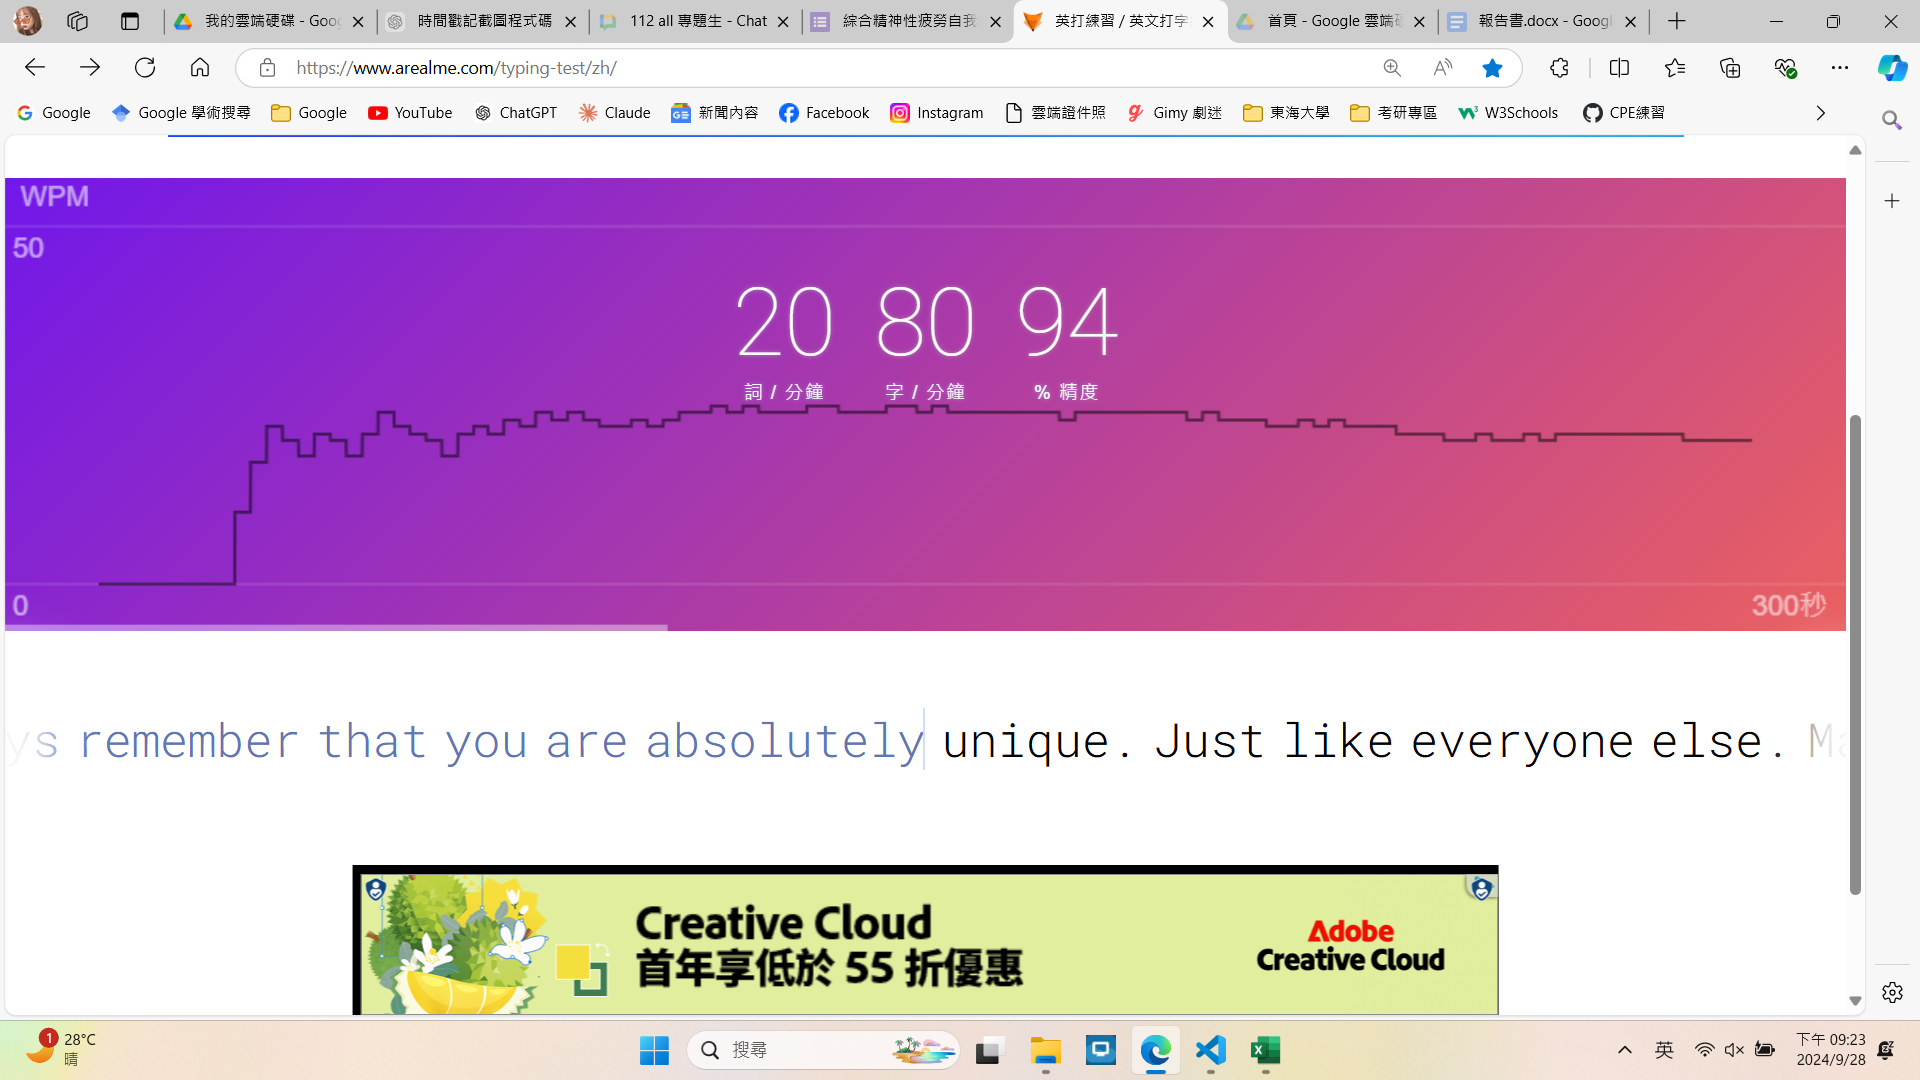 我的雲端硬碟 - Goog
時間戳記截圖程式碼
112 all 專題生 - Chat
綜合精神性疲勞自我
英打練習 / 英文打字
首頁 - Google 雲端硬
報告書.docx - Googl
https://www.arealme.com/typing-test/zh/
Google
Google 學術搜尋
Google
YouTube
ChatGPT
Claude
新聞內容
Facebook
Instagram
雲端證件照
Gimy 劇迷
東海大學
考研專區
W3Schools
CPE練習
WPM
50
20 80 94
詞 / 分鐘 字 / 分鐘 % 精度
0
300秒
ys remember that you are absolutely unique. Just like everyone else. Ma
Creative Cloud
首年享低於 55 折優惠
Adobe
Creative Cloud
1
28°C
晴
搜尋
英
下午 09:23
2024/9/28